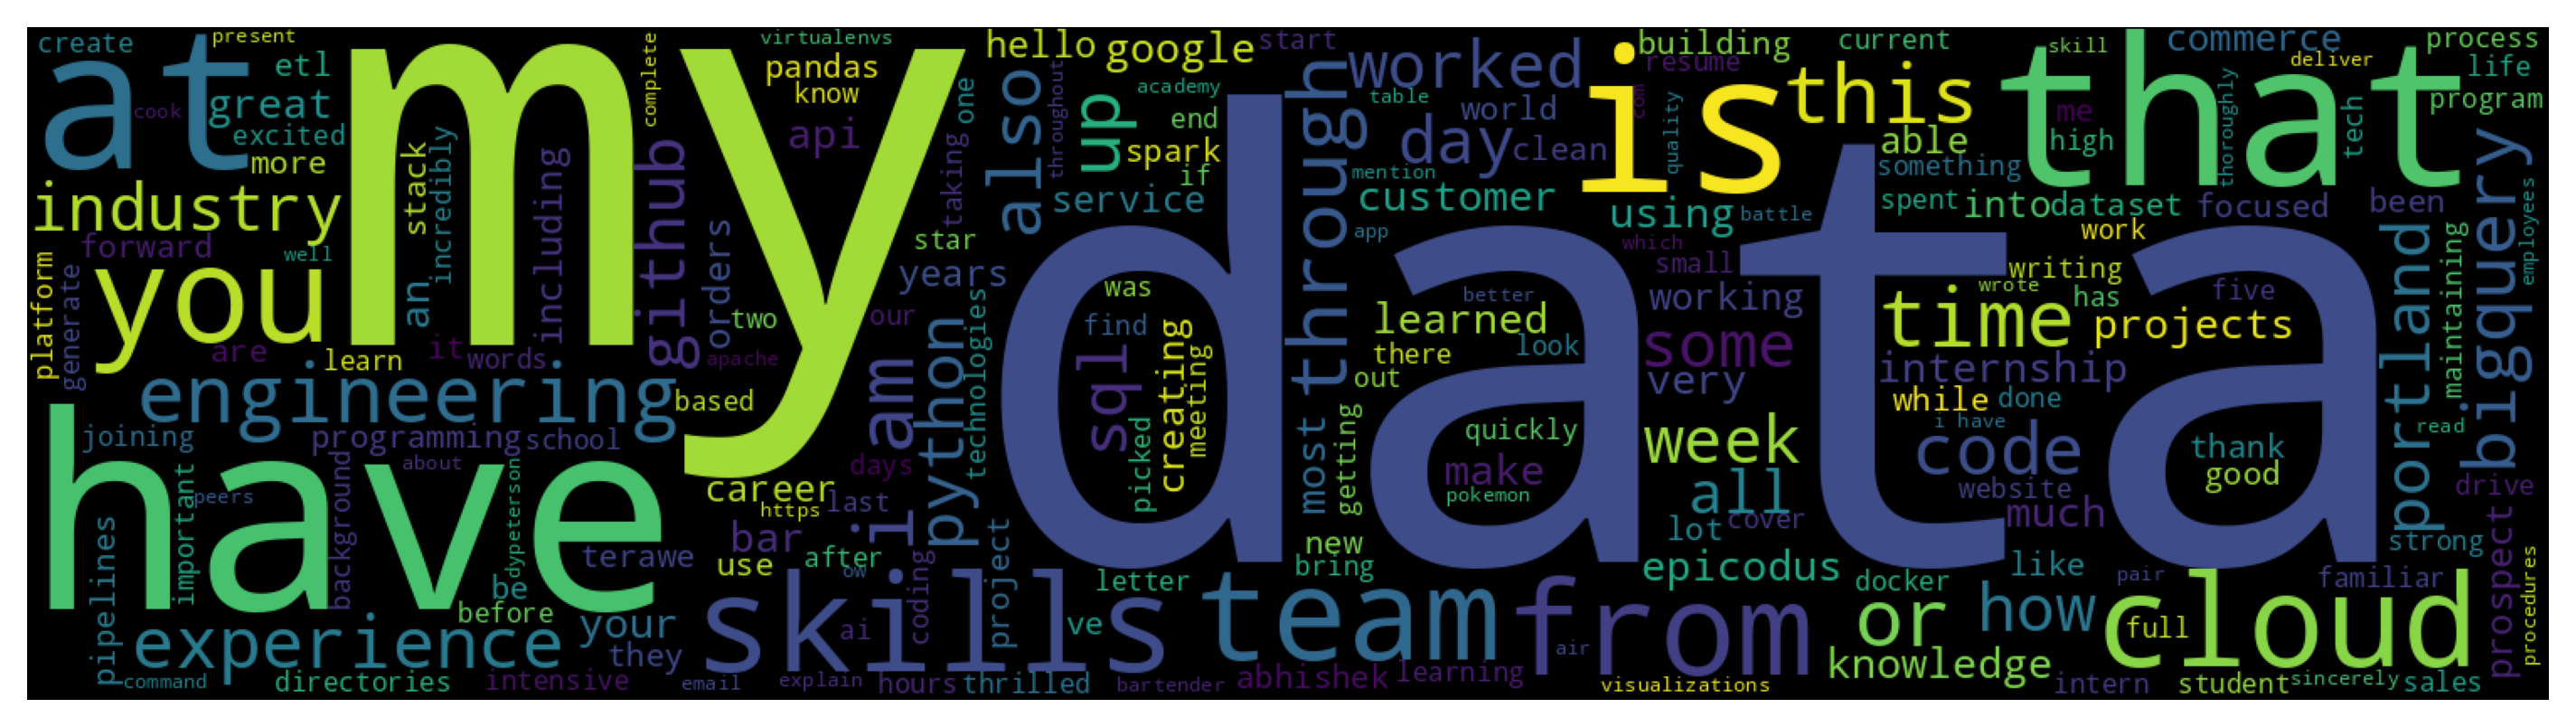 create
present
at
etl
great
cook
excited
more
my
complete
virtualenvs
pandas
know
api
hello
google
start
also
up
academy
throughout
one
end
spark
if
taking
service
star
years
industry
forward
well
you
an
stack
incredibly
including
github
orders
platform
generate
are
learn
it
words
two
our
apache
engineering
based
i am
python
technologies
through
worked
table
world
day
clean
mention
customer
app
building
resume
com
quality
is
this
current
able
using
battle
which
small
working
some
very
commerce
skill
that
me
high
tech
thoroughly
process
deliver
life
program
something
spent
into
dataset
focused
been
work
writing
wrote
has
five
time
projects
internship
while
done
i have
portland
maintaining
bigquery
employees
read
data
was
find
sql
creating
meeting
picked
better
learned
there
look
out
most
getting
quickly
make
pokemon
week
all
lot
cover
code
website
much
thank
good
drive
prospect
strong
procedures
joining
programming
school
about
have
important
peers
background
dypeterson
be
before
pipelines
experience
command
directories
intensive
career
https
last
days
bar
terawe
use
after
ow
coding
project
your
they
skills
ai
email
explain
hours
thrilled
letter
ve
team
bartender
abhishek
learning
new
bring
from
air
visualizations
epicodus
docker
like
pair
familiar
or
how
knowledge
cloud
full
intern
student
sincerely
sales